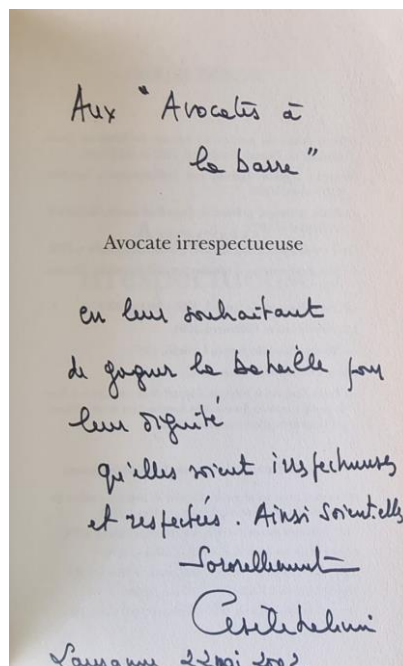 Aux "Avocates à
la barre"
Avocate irrespectueuse
en leur souhaitant
de gagner la bataille pour
leur dignité
qu'elles soient irrespectueuses
et respectées. Ainsi soient-elles
Sororellement
Lausanne 22 mai 2002